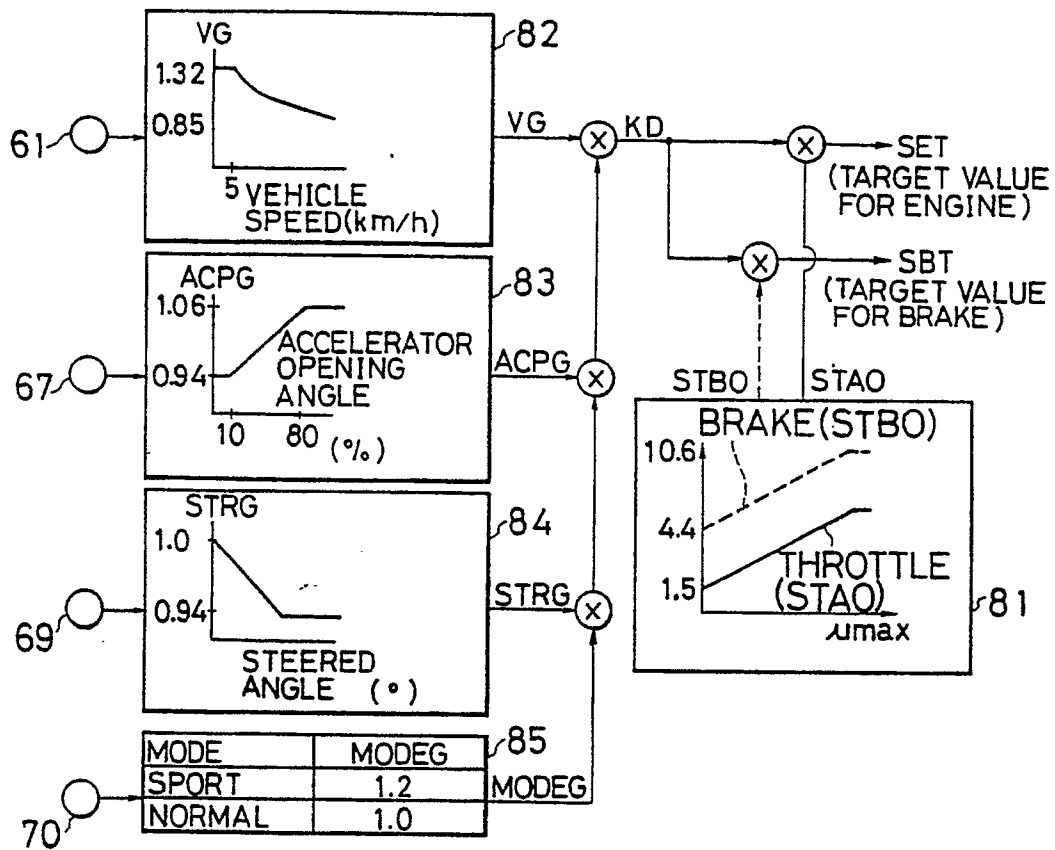 82
VG
1.32
0.85
5
VEHICLE
SPEED(km/h)
61
VG
KD
SET
(TARGET VALUE
FOR ENGINE)
SBT
(TARGET VALUE
FOR BRAKE)
83
ACPG
1.06
0.94
ACCELERATOR
OPENING
ANGLE
10 80 (%)
67
ACPG
STBO STAO
BRAKE(STBO)
10.6
4.4
1.5
THROTTLE
(STAO)
μmax
81
84
STRG
1.0
0.94
STEERED
ANGLE (°)
69
STRG
85
MODE MODEG
SPORT 1.2
NORMAL 1.0
MODEG
70